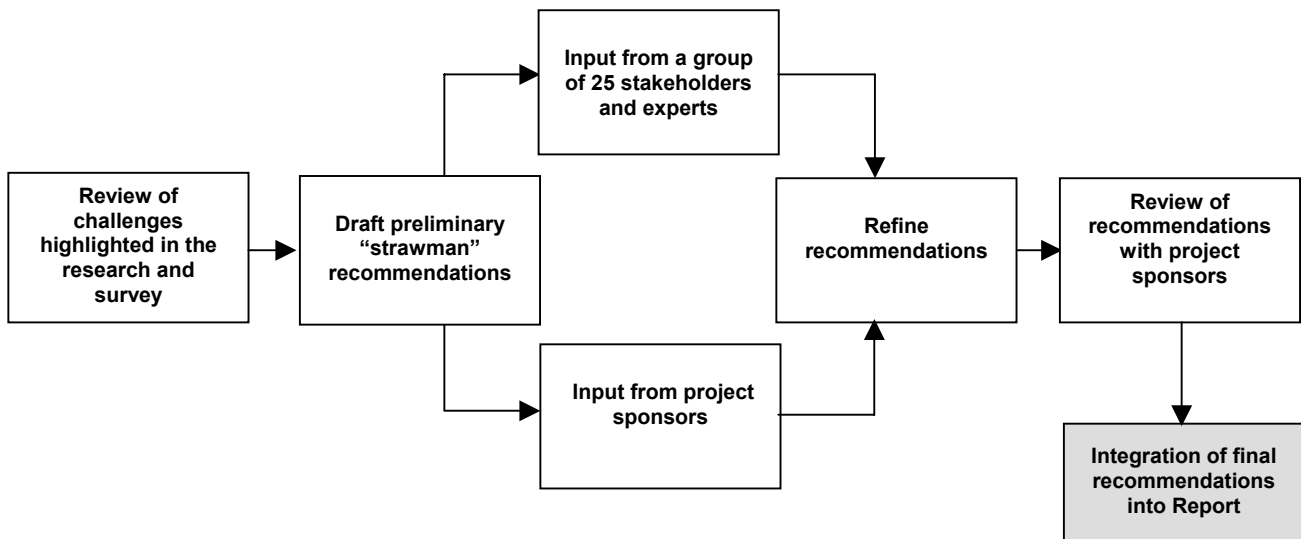 Review of
challenges
highlighted in the
research and
survey
Draft preliminary
“strawman”
recommendations
Input from a group
of 25 stakeholders
and experts
Input from project
sponsors
Refine
recommendations
Review of
recommendations
with project
sponsors
Integration of final
recommendations
into Report